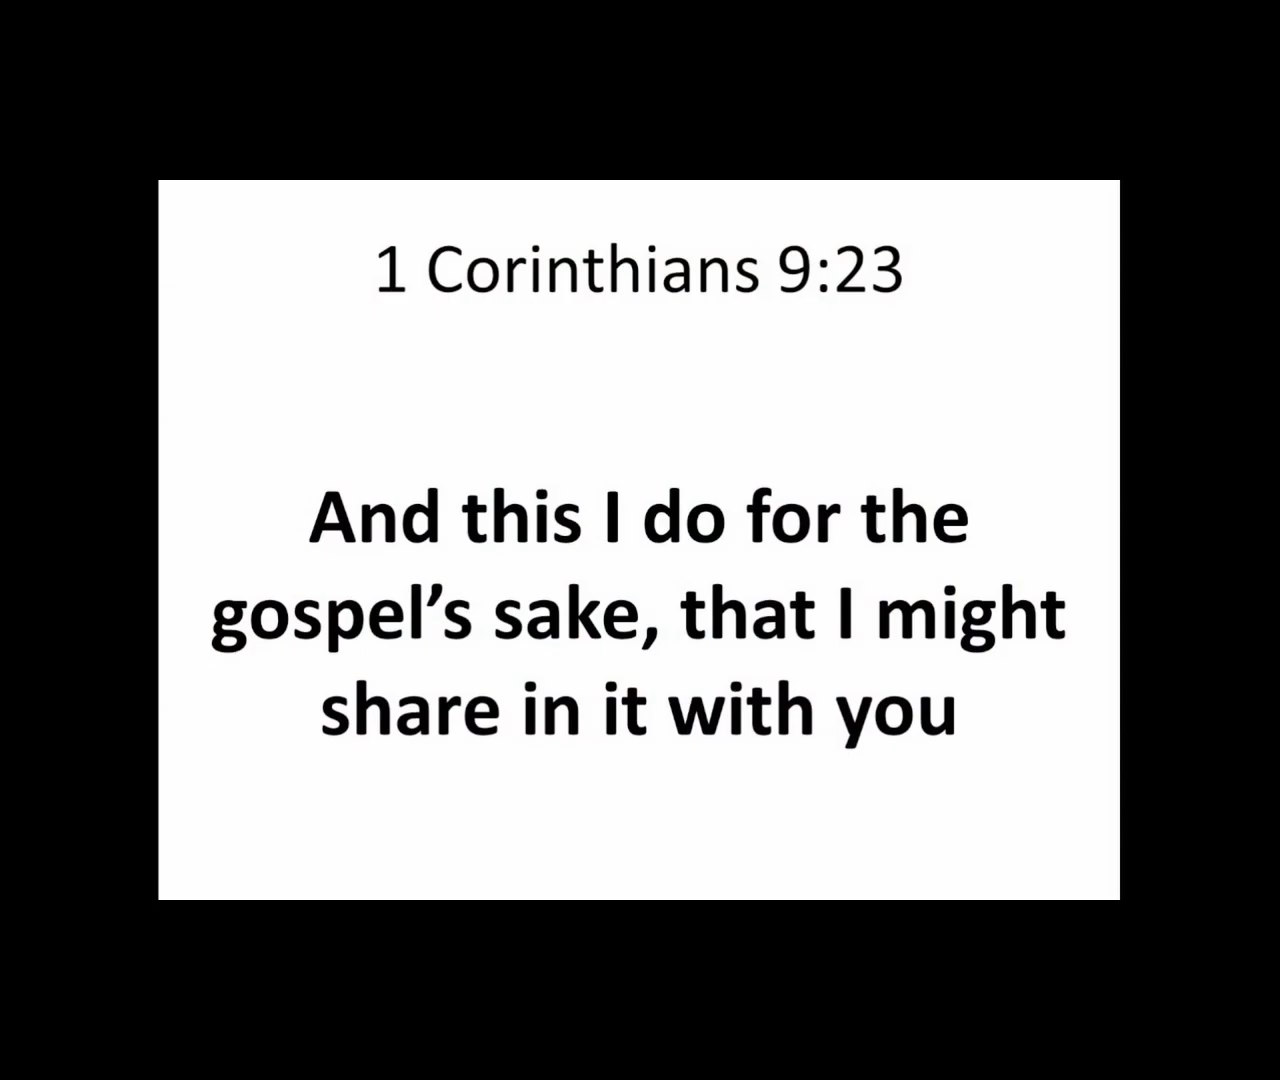 1 Corinthians 9:23
And this I do for the
gospel’s sake, that I might
share in it with you